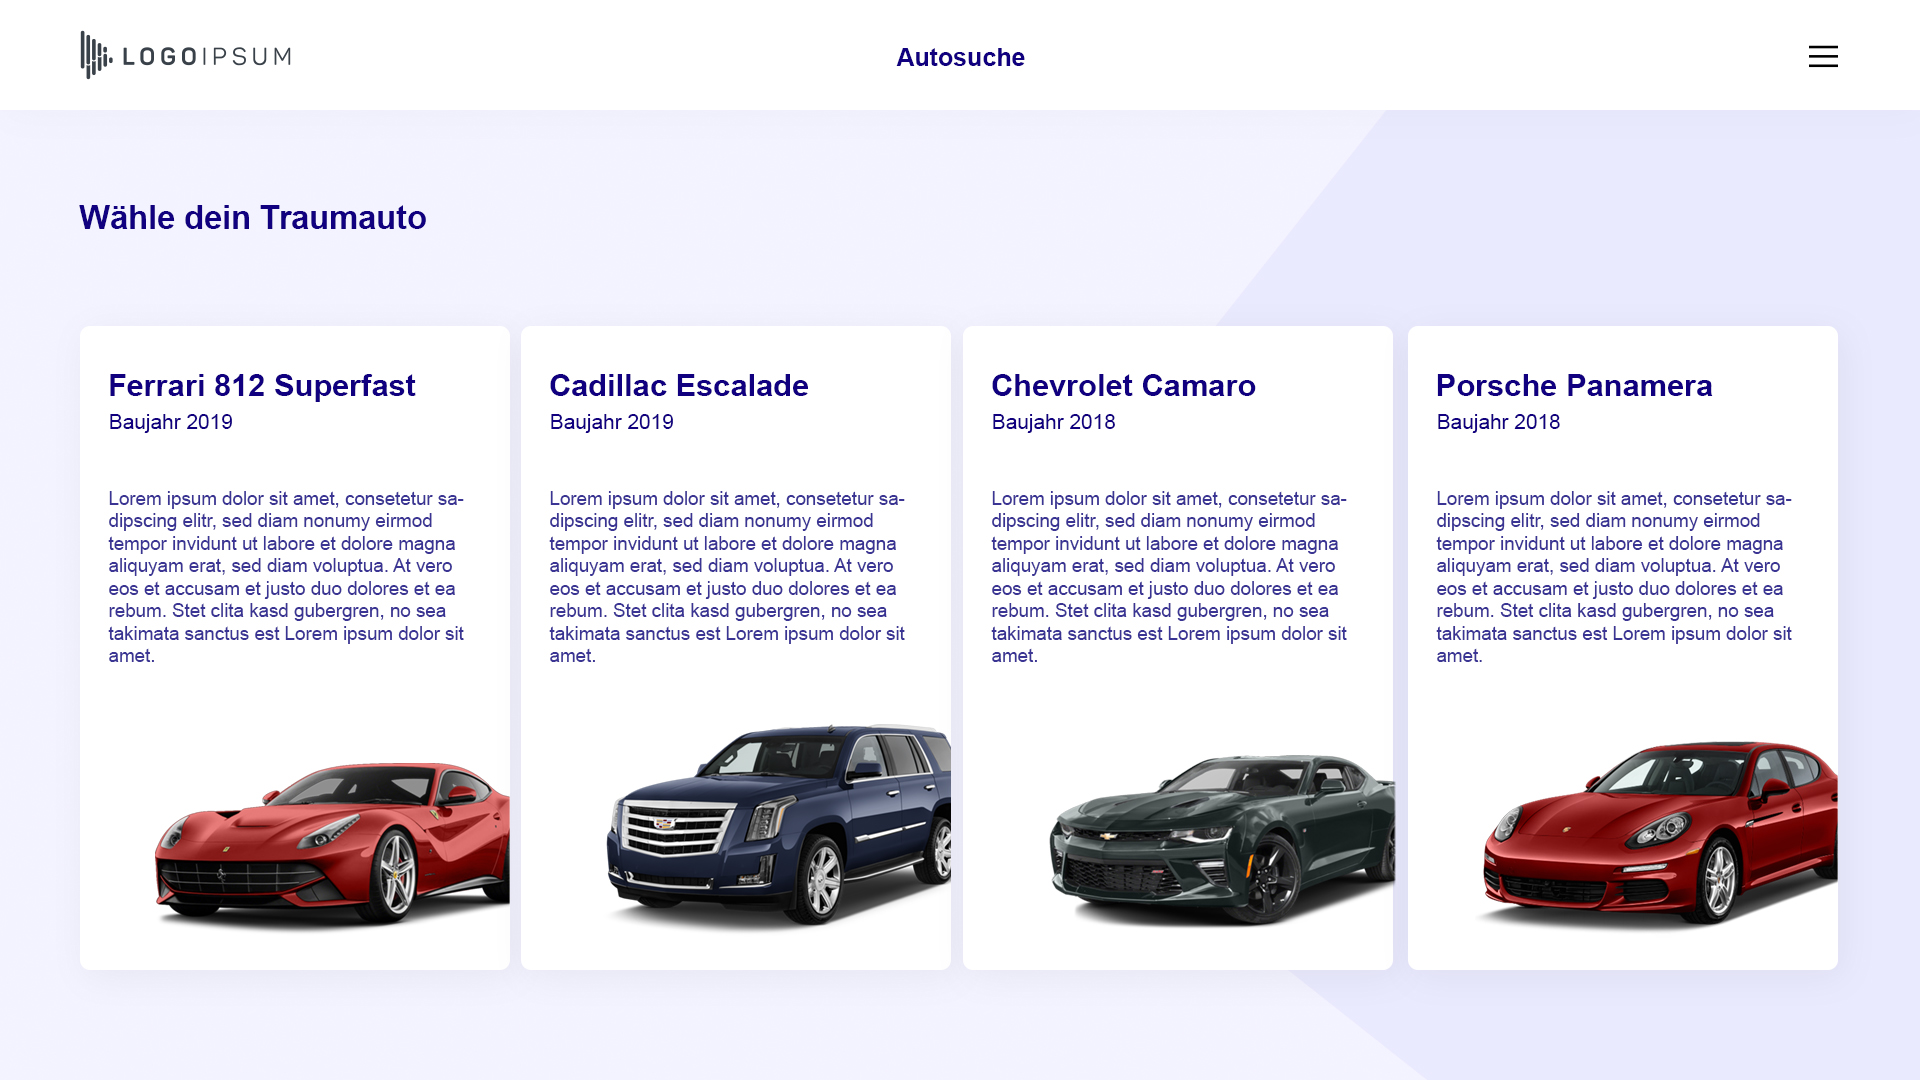 LOGOIPSUM
Autosuche
Wähle dein Traumauto
Ferrari 812 Superfast
Baujahr 2019
Lorem ipsum dolor sit amet, consetetur sa-
dipscing elitr, sed diam nonumy eirmod
tempor invidunt ut labore et dolore magna
aliquyam erat, sed diam voluptua. At vero
eos et accusam et justo duo dolores et ea
rebum. Stet clita kasd gubergren, no sea
takimata sanctus est Lorem ipsum dolor sit
amet.
Cadillac Escalade
Baujahr 2019
Lorem ipsum dolor sit amet, consetetur sa-
dipscing elitr, sed diam nonumy eirmod
tempor invidunt ut labore et dolore magna
aliquyam erat, sed diam voluptua. At vero
eos et accusam et justo duo dolores et ea
rebum. Stet clita kasd gubergren, no sea
takimata sanctus est Lorem ipsum dolor sit
amet.
Chevrolet Camaro
Baujahr 2018
Lorem ipsum dolor sit amet, consetetur sa-
dipscing elitr, sed diam nonumy eirmod
tempor invidunt ut labore et dolore magna
aliquyam erat, sed diam voluptua. At vero
eos et accusam et justo duo dolores et ea
rebum. Stet clita kasd gubergren, no sea
takimata sanctus est Lorem ipsum dolor sit
amet.
Porsche Panamera
Baujahr 2018
Lorem ipsum dolor sit amet, consetetur sa-
dipscing elitr, sed diam nonumy eirmod
tempor invidunt ut labore et dolore magna
aliquyam erat, sed diam voluptua. At vero
eos et accusam et justo duo dolores et ea
rebum. Stet clita kasd gubergren, no sea
takimata sanctus est Lorem ipsum dolor sit
amet.